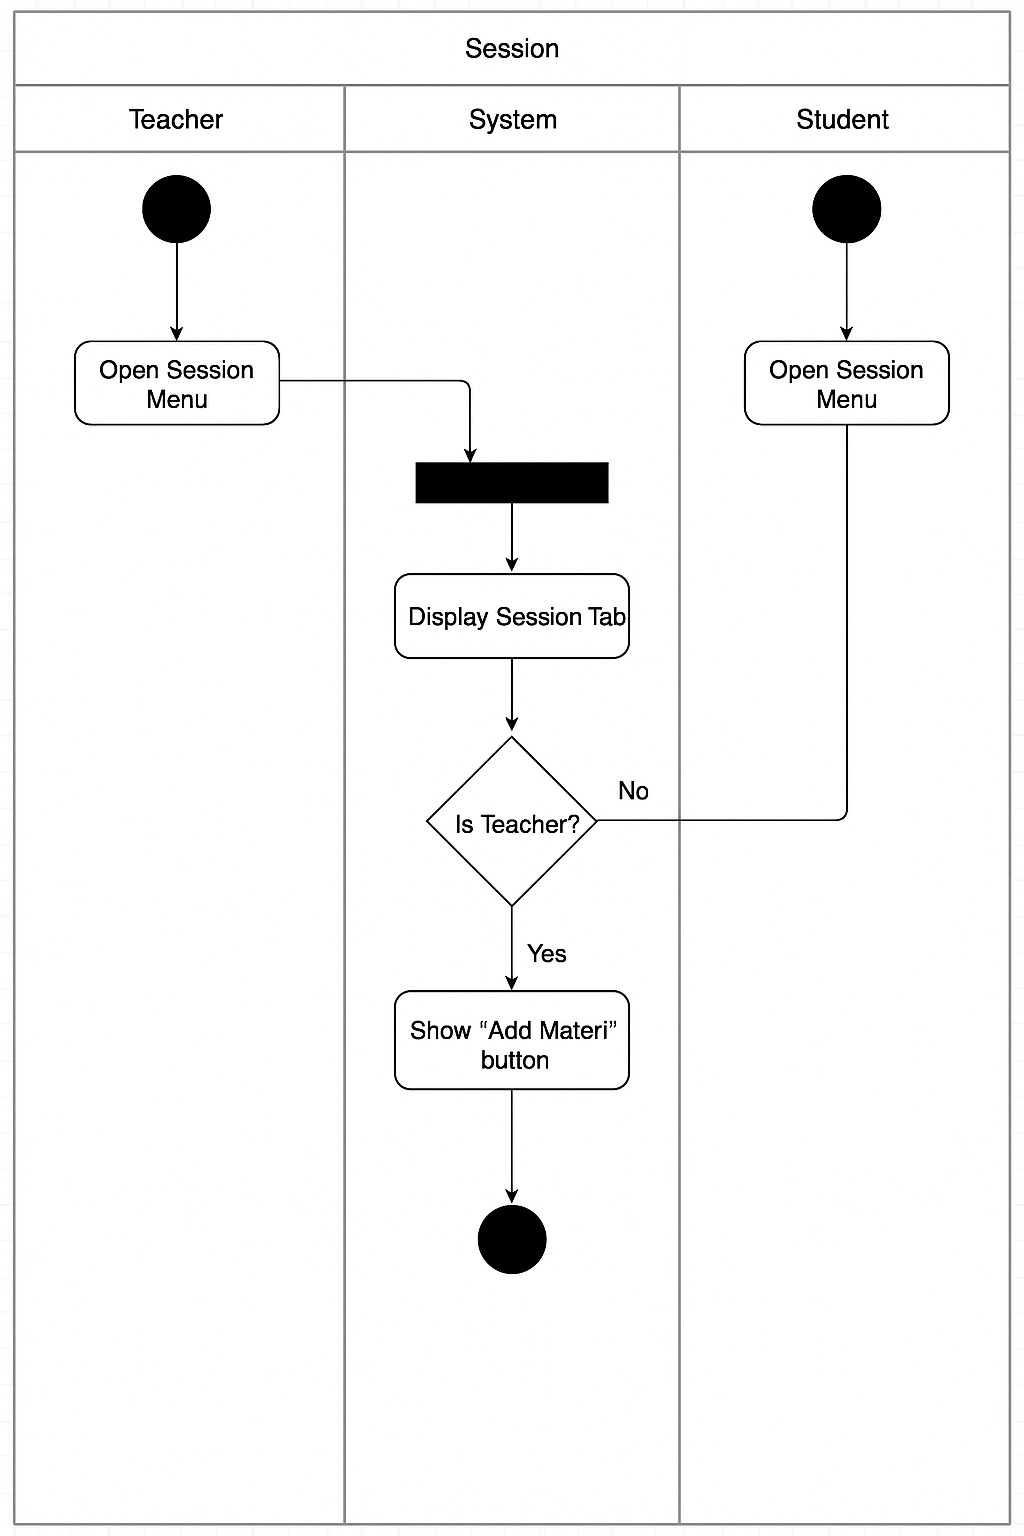 Session
Teacher
System
Student
Open Session
Menu
Open Session
Menu
Display Session Tab
No
Is Teacher?
Yes
Show “Add Materi”
button